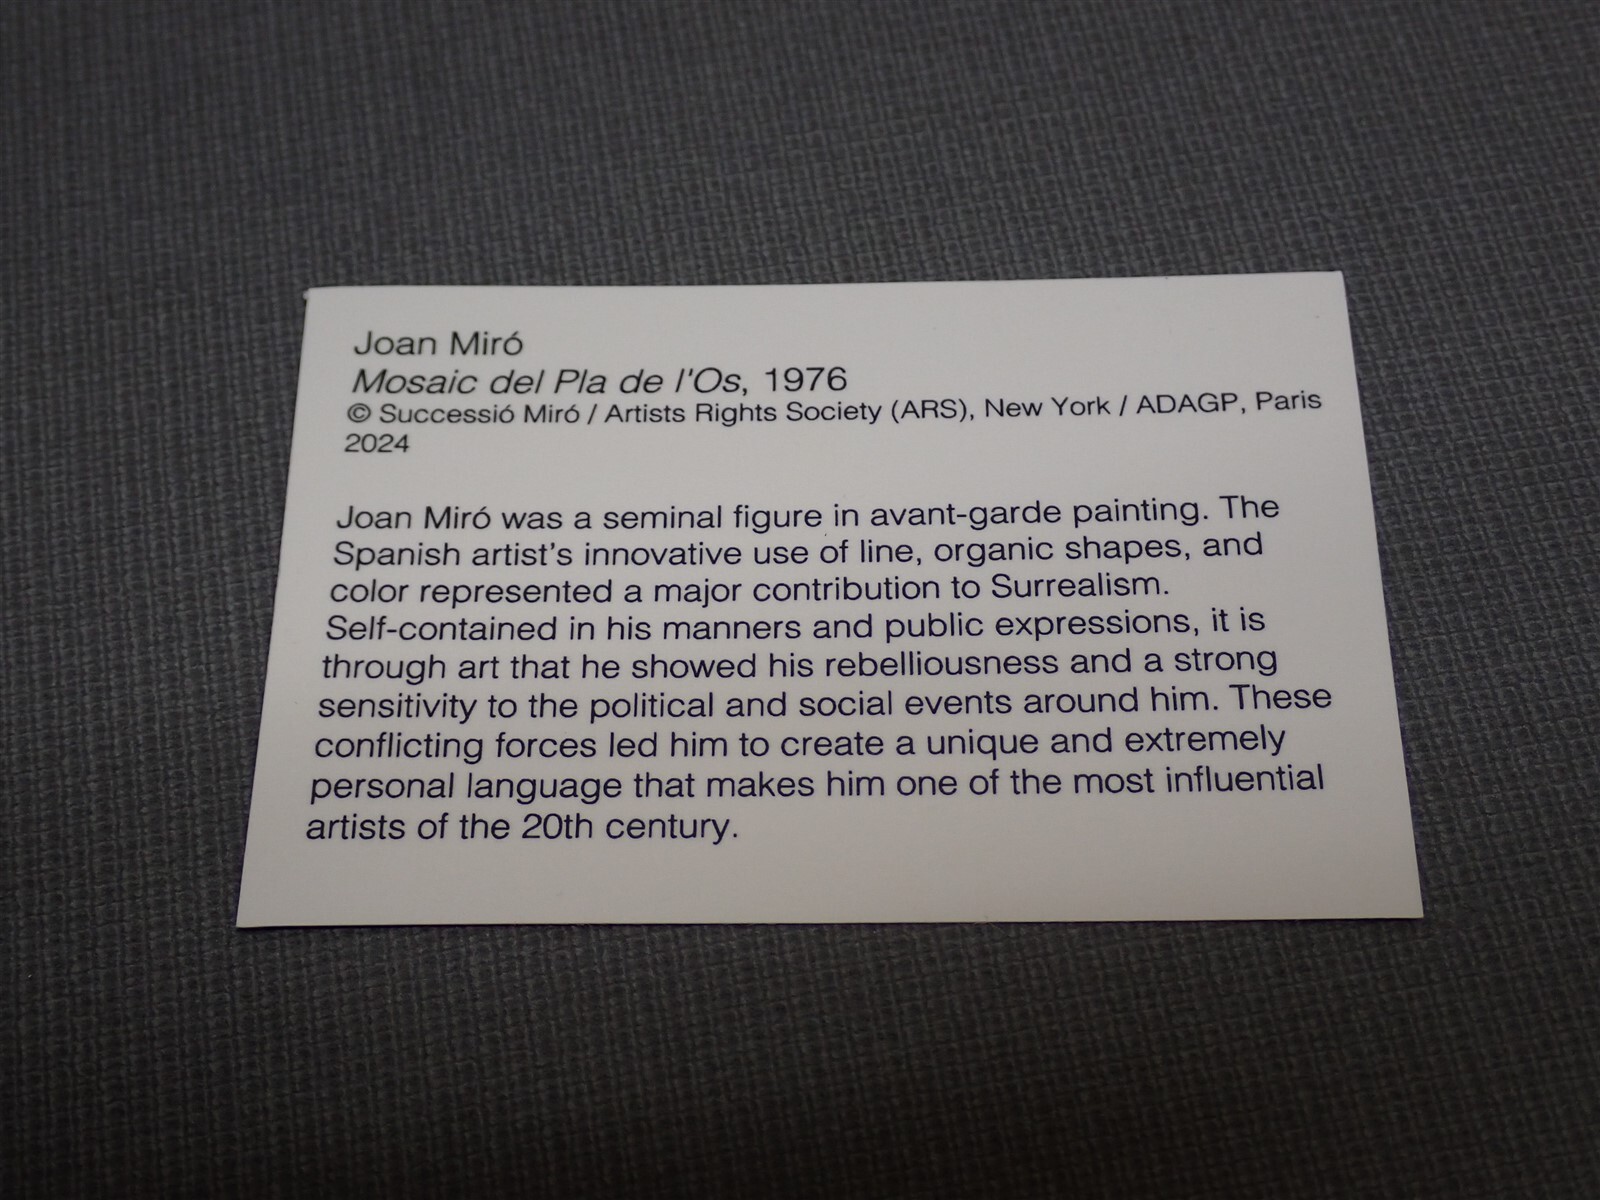 Joan Miró
Mosaic del Pla de l'Os, 1976
© Successió Miró / Artists Rights Society (ARS), New York / ADAGP, Paris
2024
Joan Miró was a seminal figure in avant-garde painting. The
Spanish artist’s innovative use of line, organic shapes, and
color represented a major contribution to Surrealism.
Self-contained in his manners and public expressions, it is
through art that he showed his rebelliousness and a strong
sensitivity to the political and social events around him. These
conflicting forces led him to create a unique and extremely
personal language that makes him one of the most influential
artists of the 20th century.